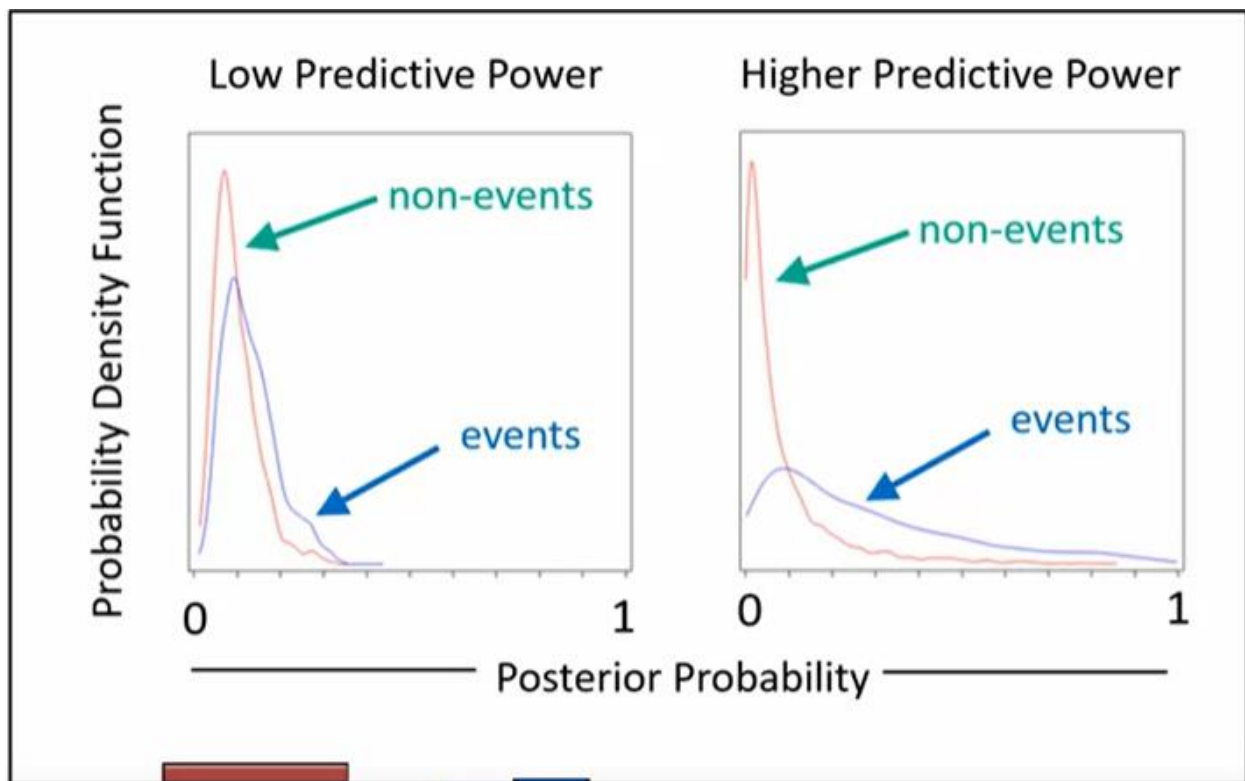 Low Predictive Power
Higher Predictive Power
Probability Density Function
non-events
events
non-events
events
0
1
0
1
Posterior Probability